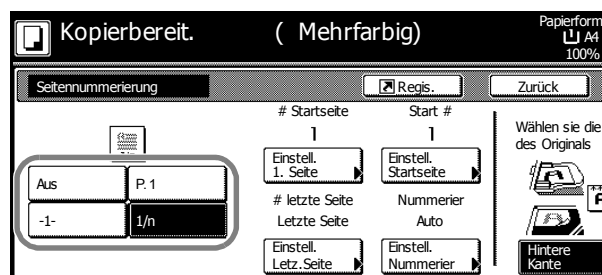 Kopierbereit. ( Mehrfarbig)
Papierform
1 A4
100%
Seitennummerierung
Regis.
Zurück
# Startseite
1
Einstell.
1. Seite
# letzte Seite
Letzte Seite
Einstell.
Letz.Seite
Start #
1
Einstell.
Startseite
Nummerier
Auto
Einstell.
Nummerier
Aus
P.1
-1-
1/n
Wählen sie die
des Originals
Hintere
Kante